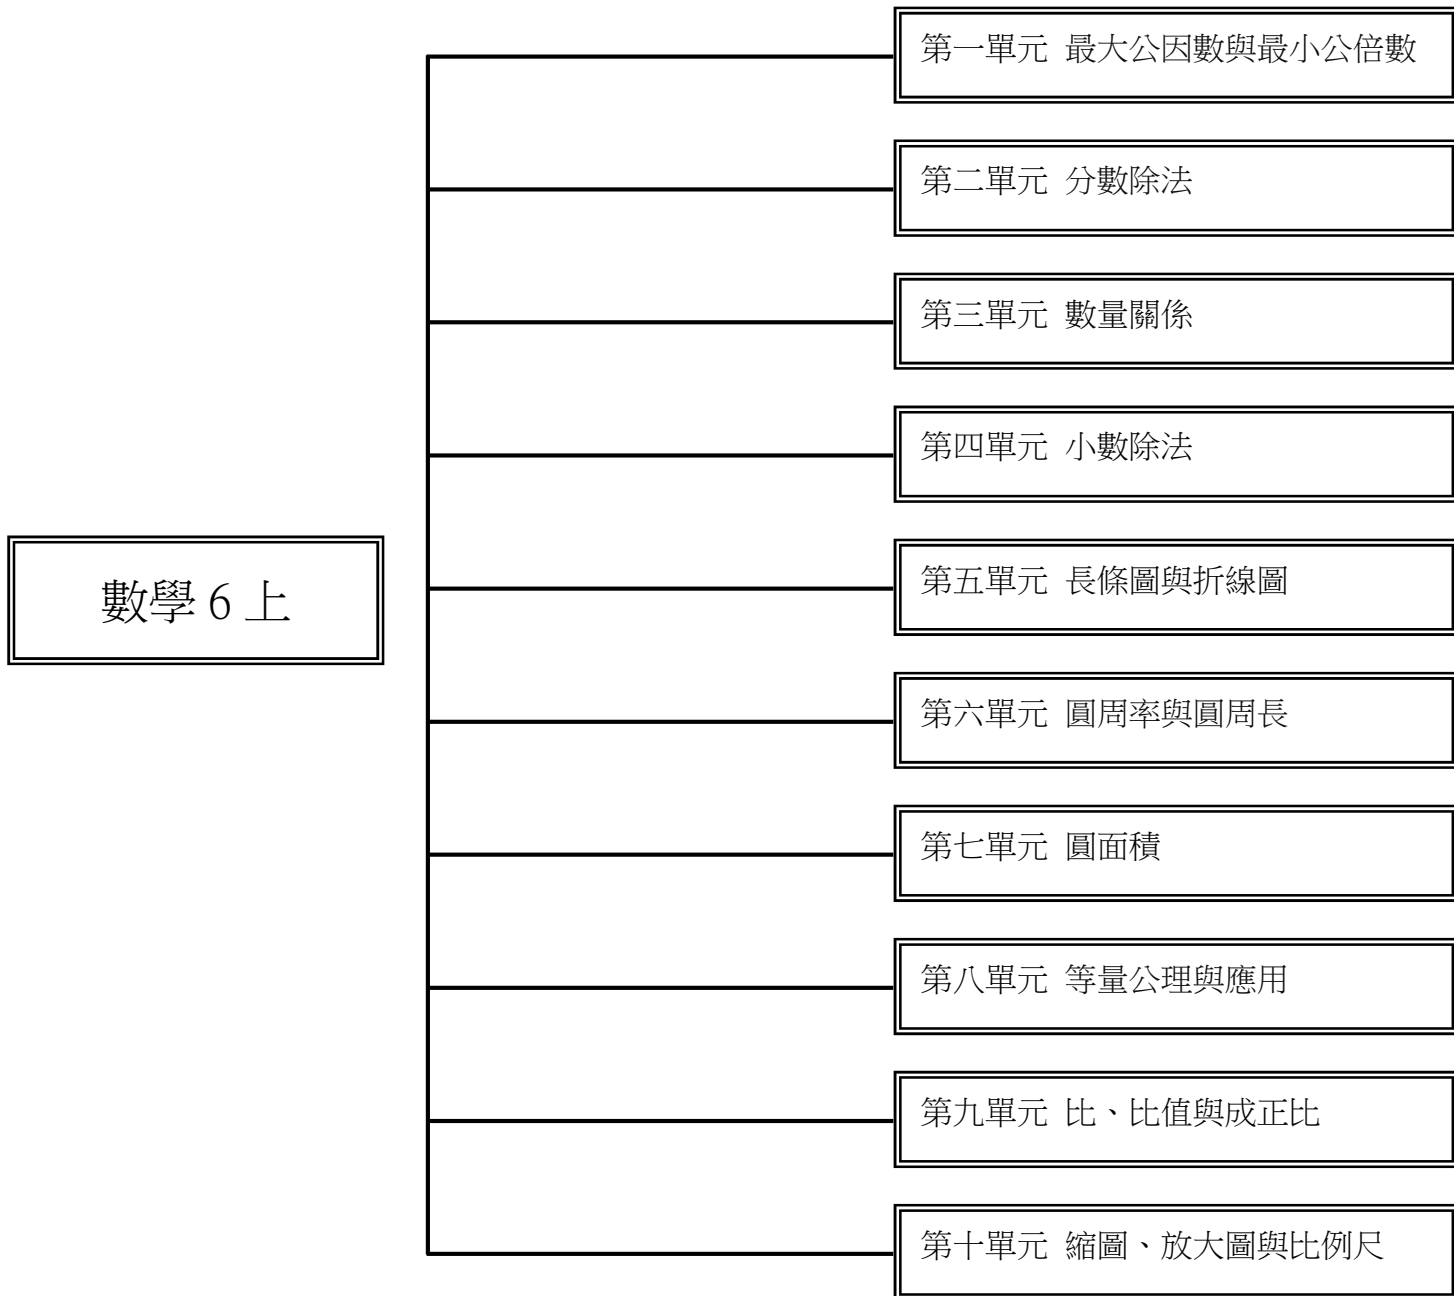 數學 6 上
第一單元 最大公因數與最小公倍數
第二單元 分數除法
第三單元 數量關係
第四單元 小數除法
第五單元 長條圖與折線圖
第六單元 圓周率與圓周長
第七單元 圓面積
第八單元 等量公理與應用
第九單元 比、比值與成正比
第十單元 縮圖、放大圖與比例尺